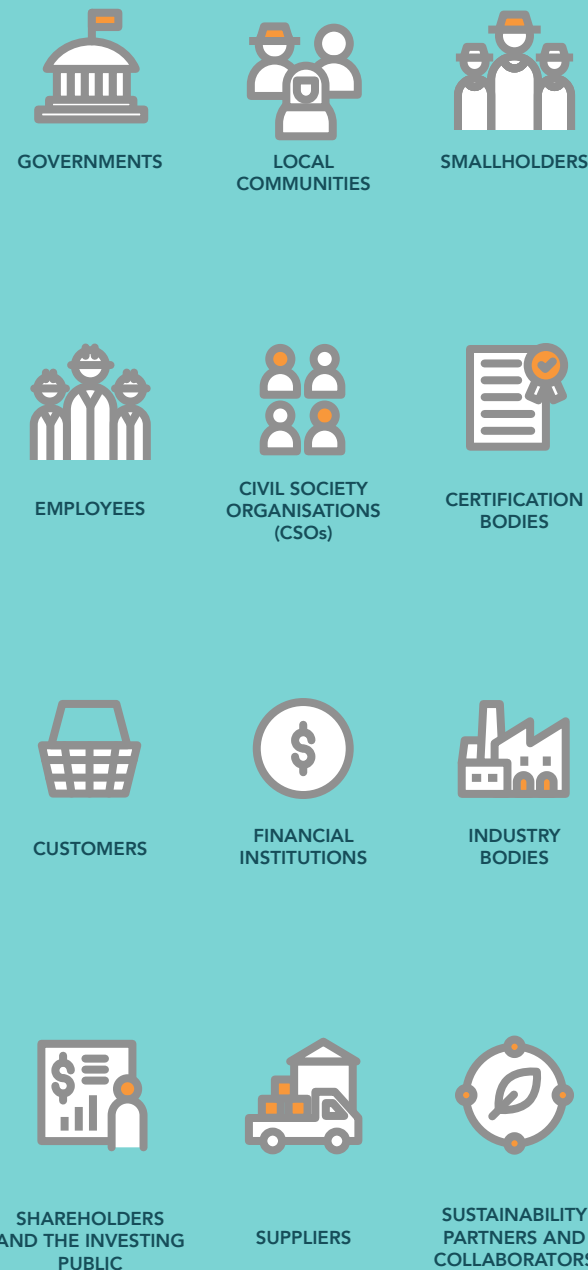 GOVERNMENTS
LOCAL
COMMUNITIES
SMALLHOLDERS
EMPLOYEES
CIVIL SOCIETY
ORGANISATIONS
(CSOs)
CERTIFICATION
BODIES
CUSTOMERS
FINANCIAL
INSTITUTIONS
INDUSTRY
BODIES
SHAREHOLDERS
AND THE INVESTING
PUBLIC
SUPPLIERS
SUSTAINABILITY
PARTNERS AND
COLLABORATORS